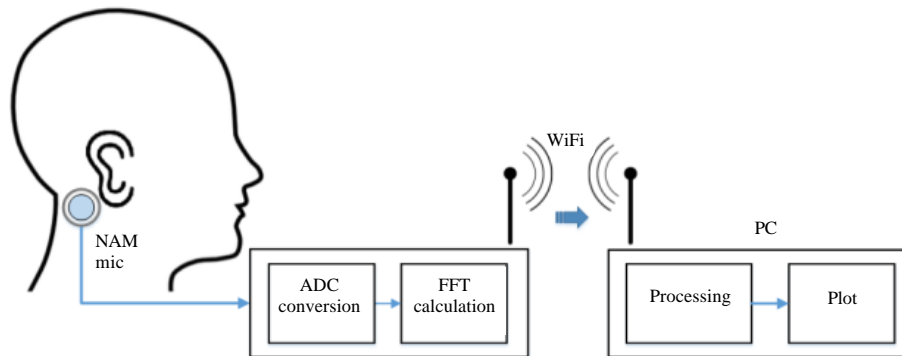 WiFi
NAM
mic
PC
ADC
conversion
FFT
calculation
Processing
Plot